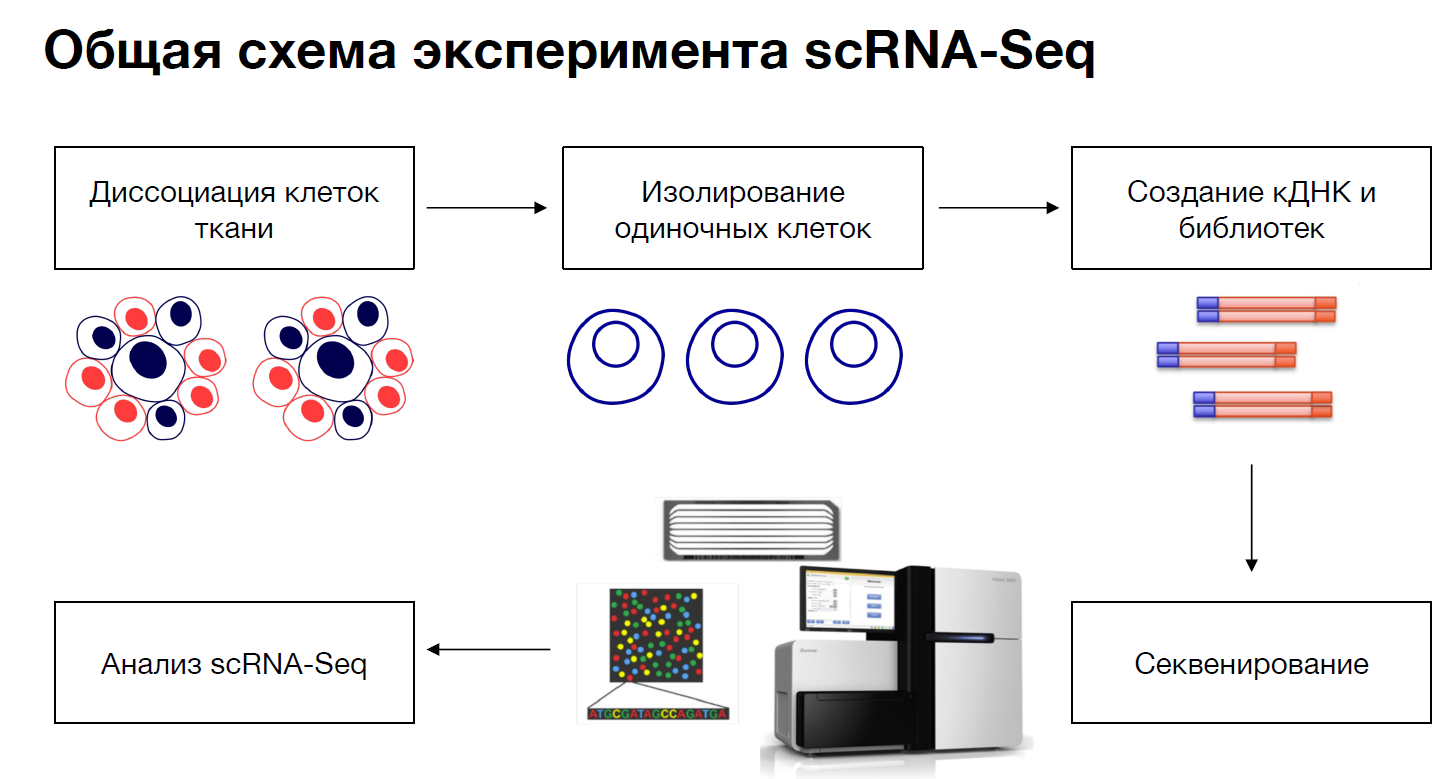 Общая схема эксперимента scRNA-Seq
Диссоциация клеток
ткани
Изолирование
одиночных клеток
Создание кДНК и
библиотек
Анализ scRNA-Seq
ATGCGATAGCCAGATGA
Секвенирование